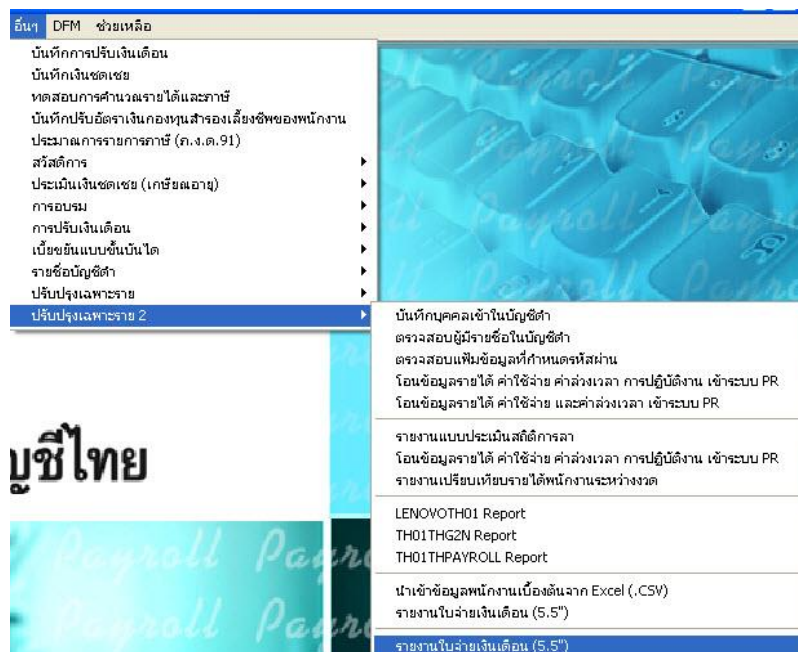 อื่นๆ DFM ช่วยเหลือ
บันทึกการปรับเงินเดือน
บันทึกเงินชดเชย
ทดสอบการคำนวณรายได้และภาษี
บันทึกปรับอัตราเงินกองทุนสำรองเลี้ยงชีพของพนักงาน
ประมาณการรายการภาษี (ภ.ง.ด.91)
สวัสดิการ
ประเมินเงินชดเชย (เกษียณอายุ)
การอบรม
การปรับเงินเดือน
เบี้ยขยันแบบขั้นบันได
รายชื่อบัญชีดำ
ปรับปรุงเฉพาะราย
ปรับปรุงเฉพาะราย 2
บันทึกบุคคลเข้าในบัญชีดำ
ตรวจสอบผู้มีรายชื่อในบัญชีดำ
ตรวจสอบแฟ้มข้อมูลที่กำหนดรหัสผ่าน
โอนข้อมูลรายได้ ค่าใช้จ่าย ค่าล่วงเวลา การปฏิบัติงาน เข้าระบบ PR
โอนข้อมูลรายได้ ค่าใช้จ่าย และค่าล่วงเวลา เข้าระบบ PR
รายงานแบบประเมินสถิติการลา
โอนข้อมูลรายได้ ค่าใช้จ่าย ค่าล่วงเวลา การปฏิบัติงาน เข้าระบบ PR
รายงานเปรียบเทียบรายได้พนักงานระหว่างงวด
LENOVOTH01 Report
TH01THG2N Report
TH01THPAYROLL Report
นำเข้าข้อมูลพนักงานเบื้องต้นจาก Excel (.CSV)
รายงานใบจ่ายเงินเดือน (5.5")
รายงานใบจ่ายเงินเดือน (5.5")
ญชีไทย
Payroll
Payroll
Payroll
Payroll